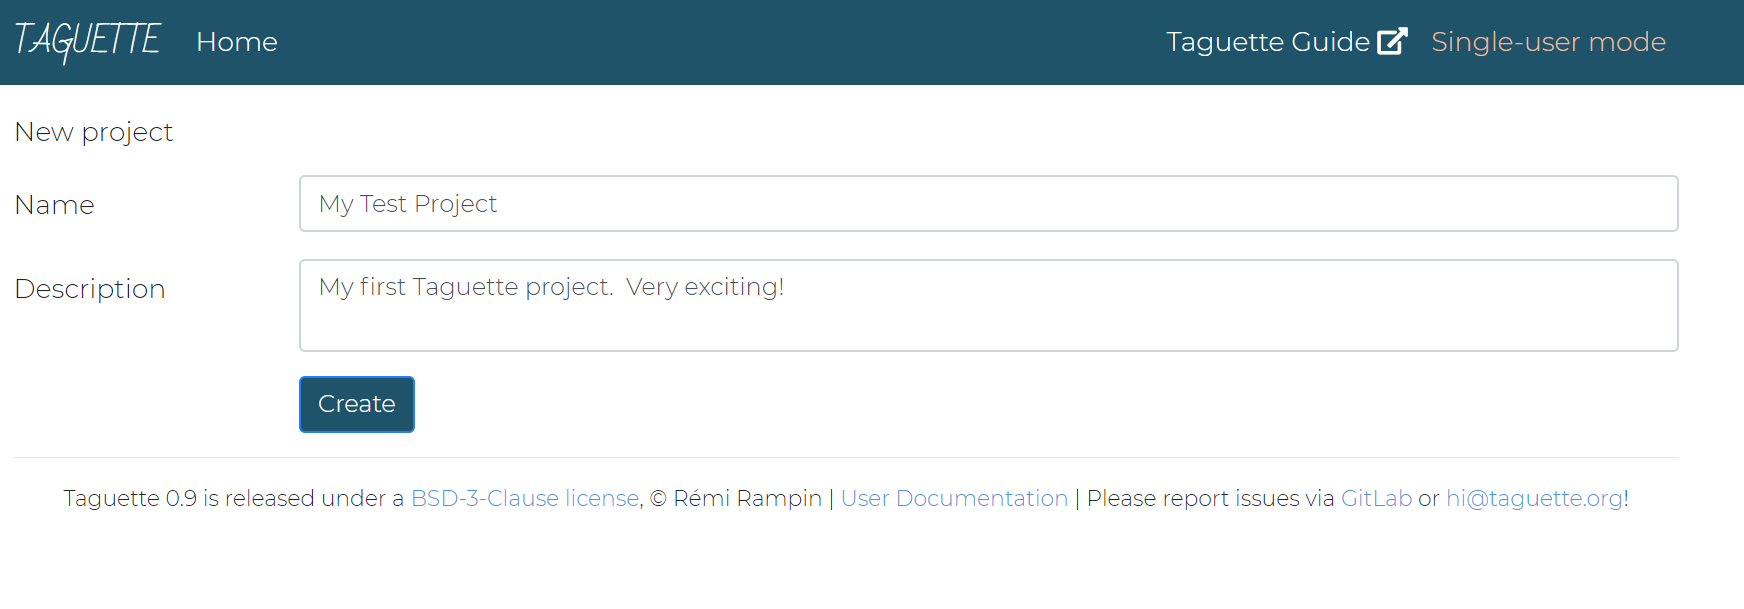 TAGUETTE Home Taguette Guide Single-user mode
New project
Name My Test Project
Description My first Taguette project.  Very exciting!
Create
Taguette 0.9 is released under a BSD-3-Clause license, © Rémi Rampin | User Documentation | Please report issues via GitLab or hi@taguette.org!